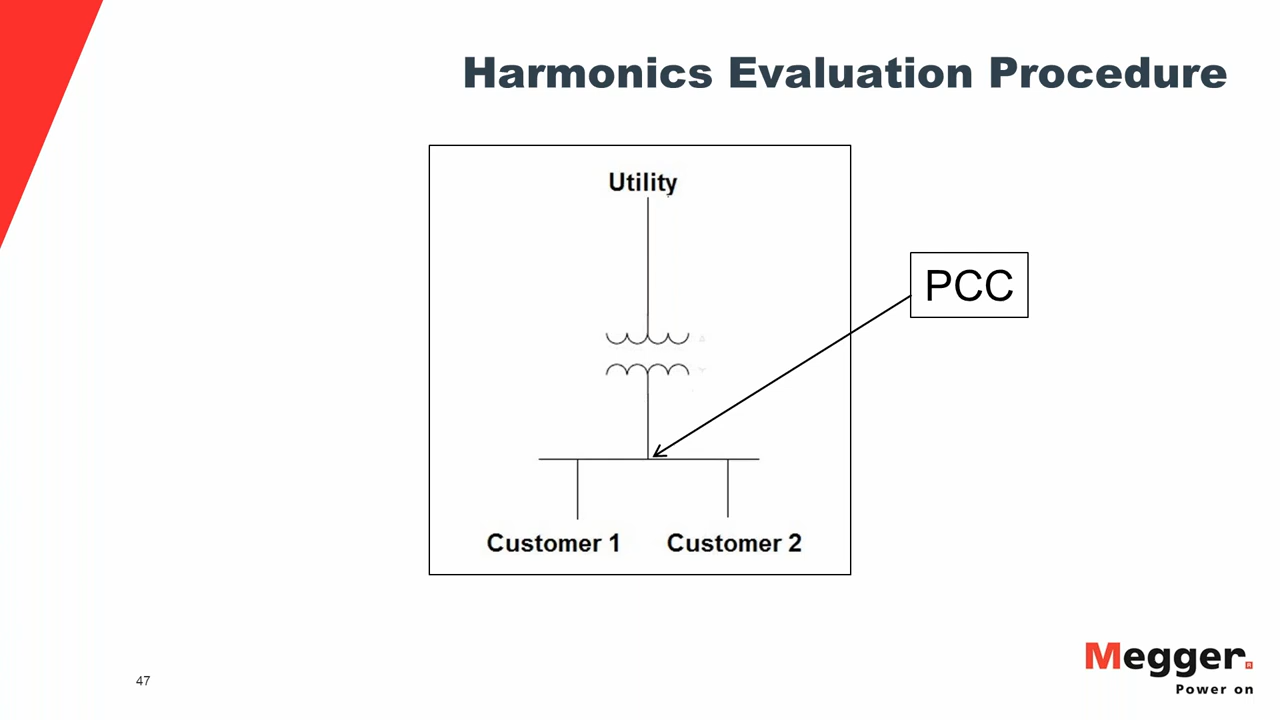 Harmonics Evaluation Procedure
Utility
PCC
Customer 1 Customer 2
47
Megger.
Power on